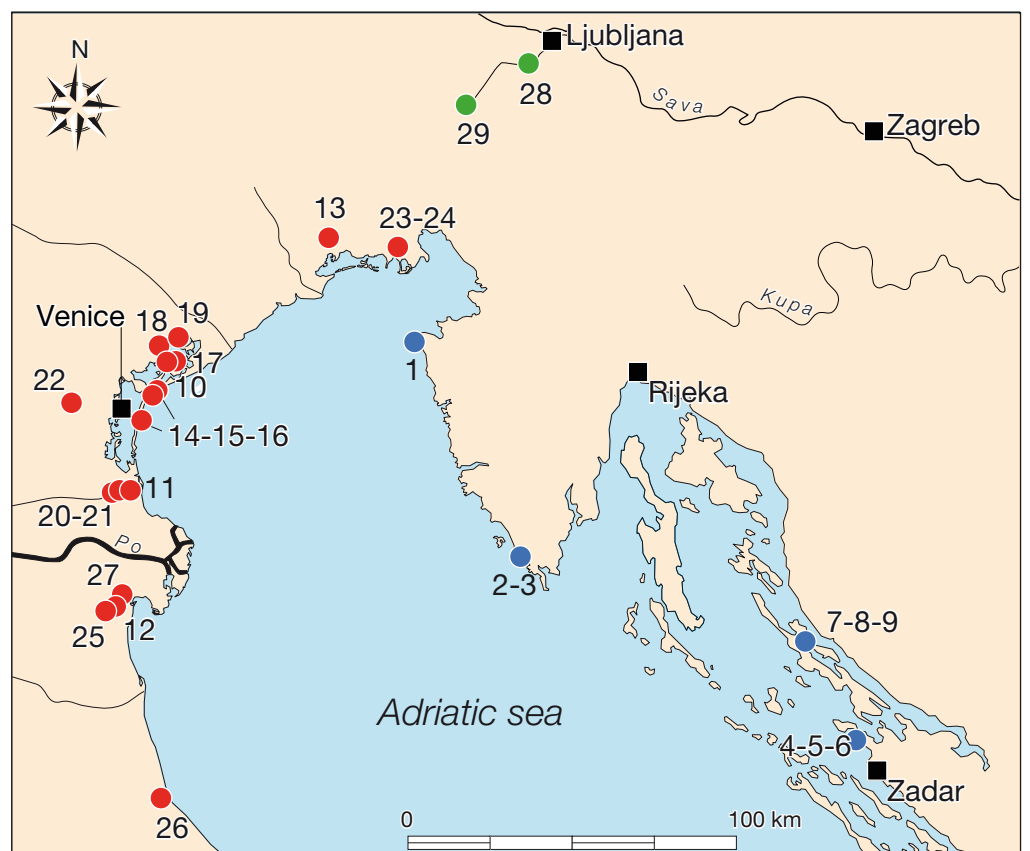 N
Ljubljana
28
29
Sava
Zagreb
13
23-24
Kupa
Venice
18
19
17
1
22
10
Rijeka
14-15-16
11
20-21
Po
27
2-3
25
12
7-8-9
Adriatic sea
4-5-6
Zadar
26
0
100 km